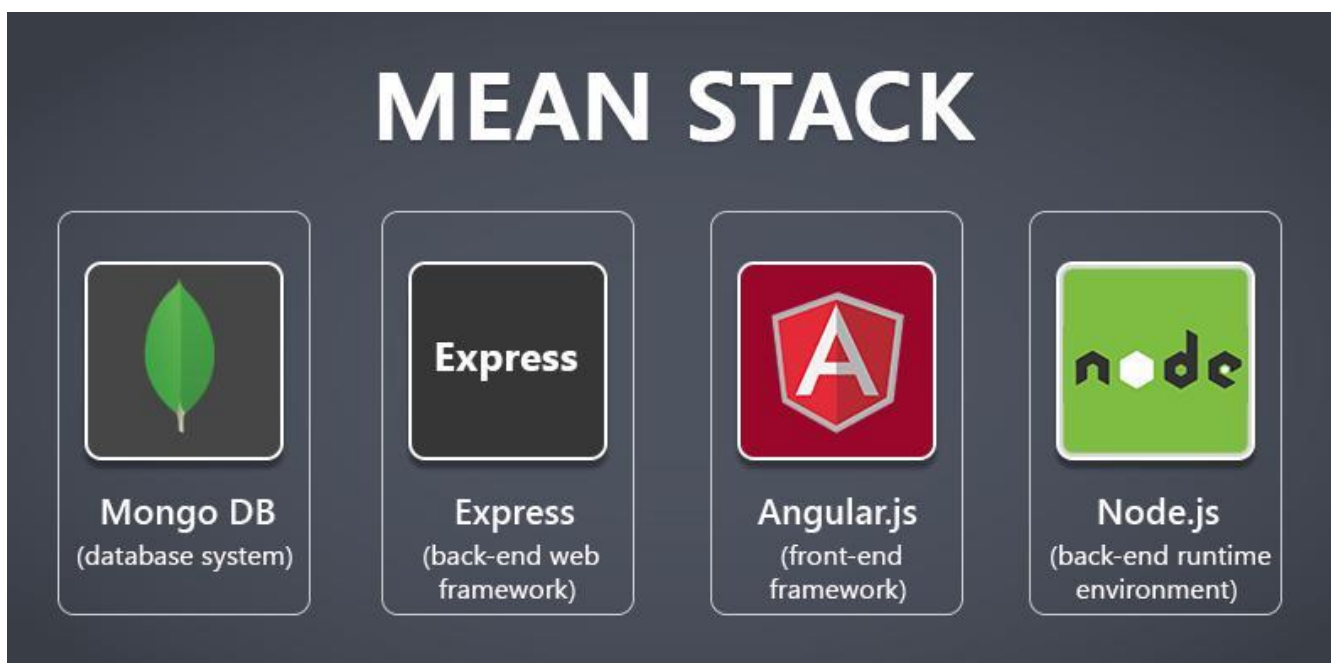 MEAN STACK
Express
node
Mongo DB
(database system)
Express
(back-end web
framework)
Angular.js
(front-end
framework)
Node.js
(back-end runtime
environment)